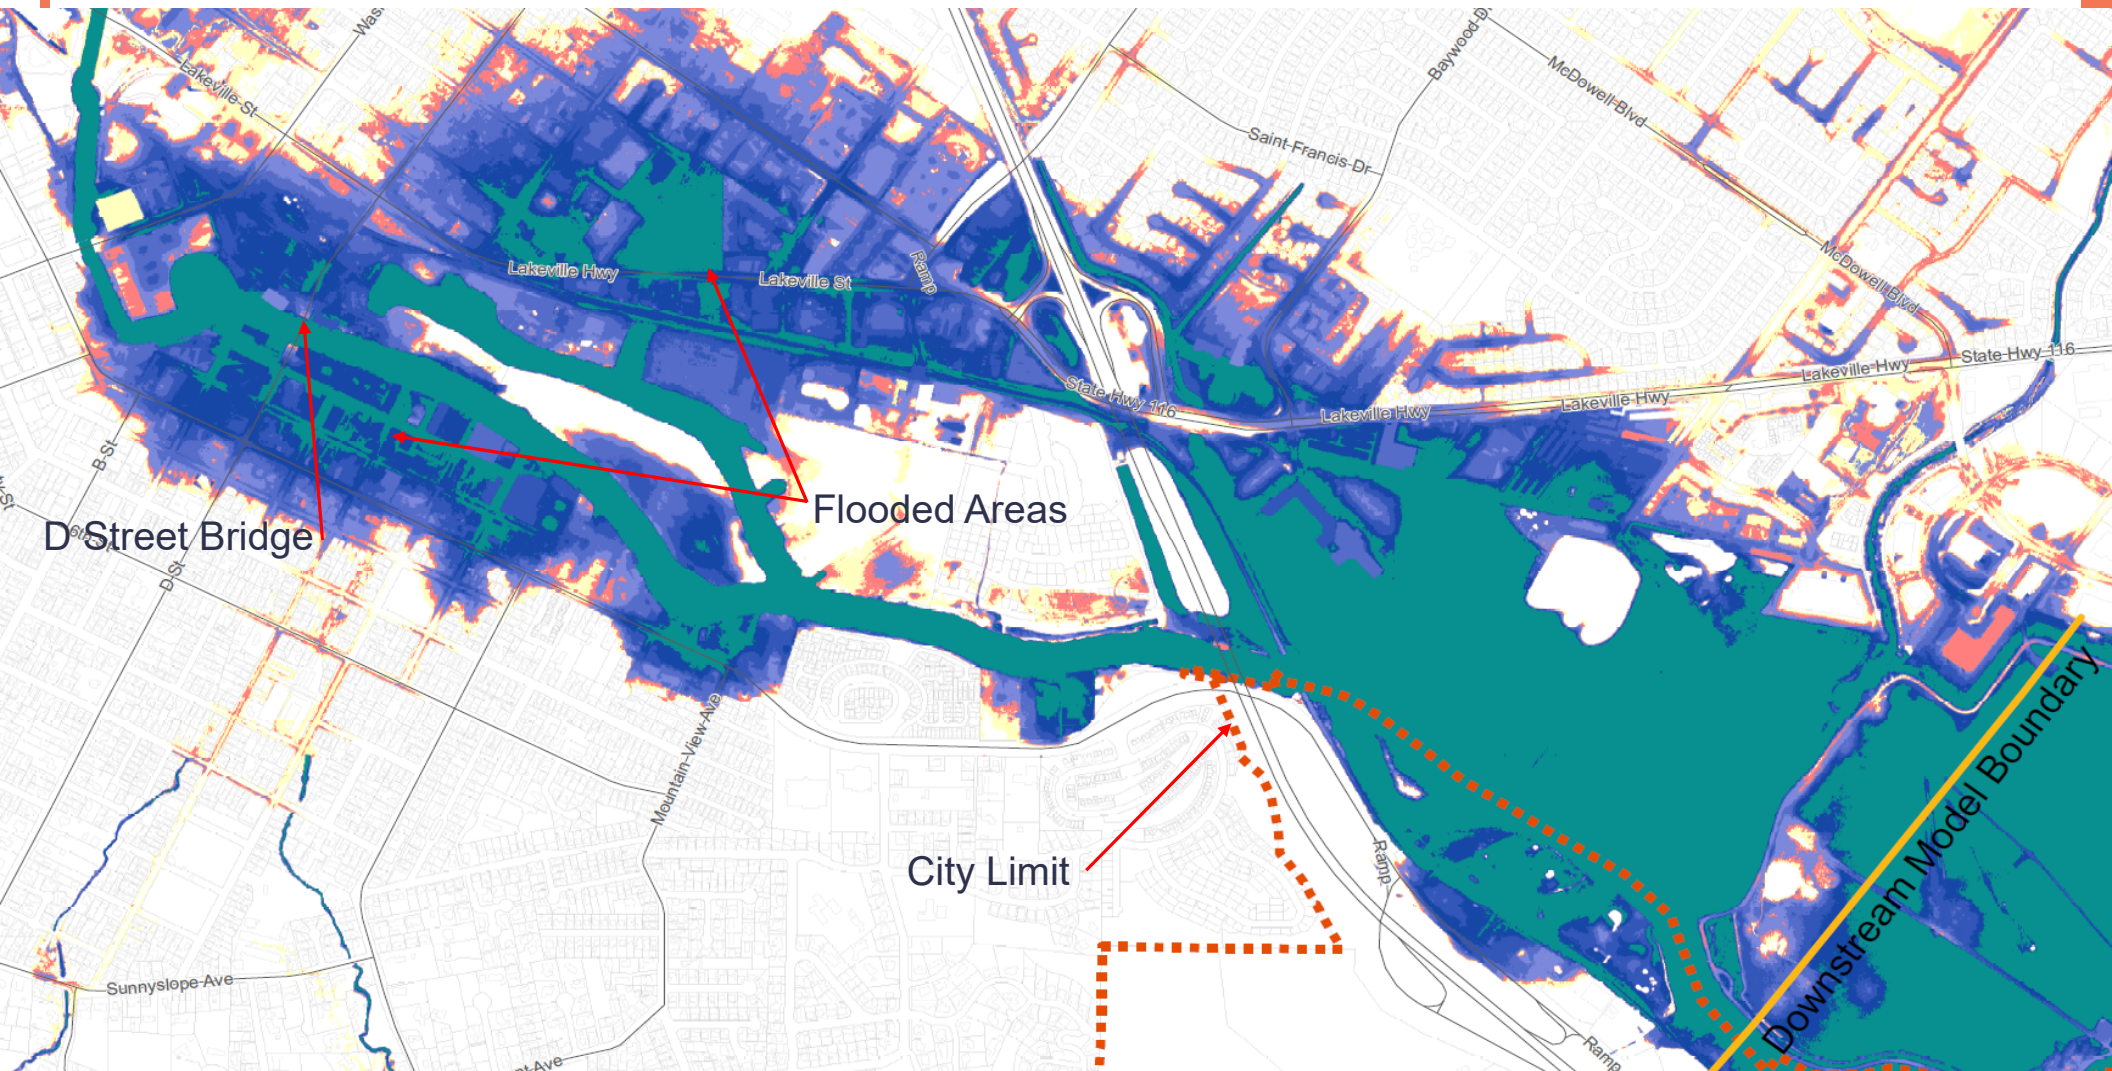 Lakeville-St
Baywood-Dr
McDowell-Blvd
Saint-Francis-Dr
Ramp
McDowell-Blvd
Lakeville Hwy
Lakeville St
State-Hwy-116
Lakeville-Hwy
State-Hwy-116
Lakeville-Hwy
Lakeville-Hwy
B-St
Flooded Areas
D Street Bridge
D-St
Mountain-View-Ave
City Limit
Ramp
Downstream Model Boundary
Sunnyslope-Ave
Ramp